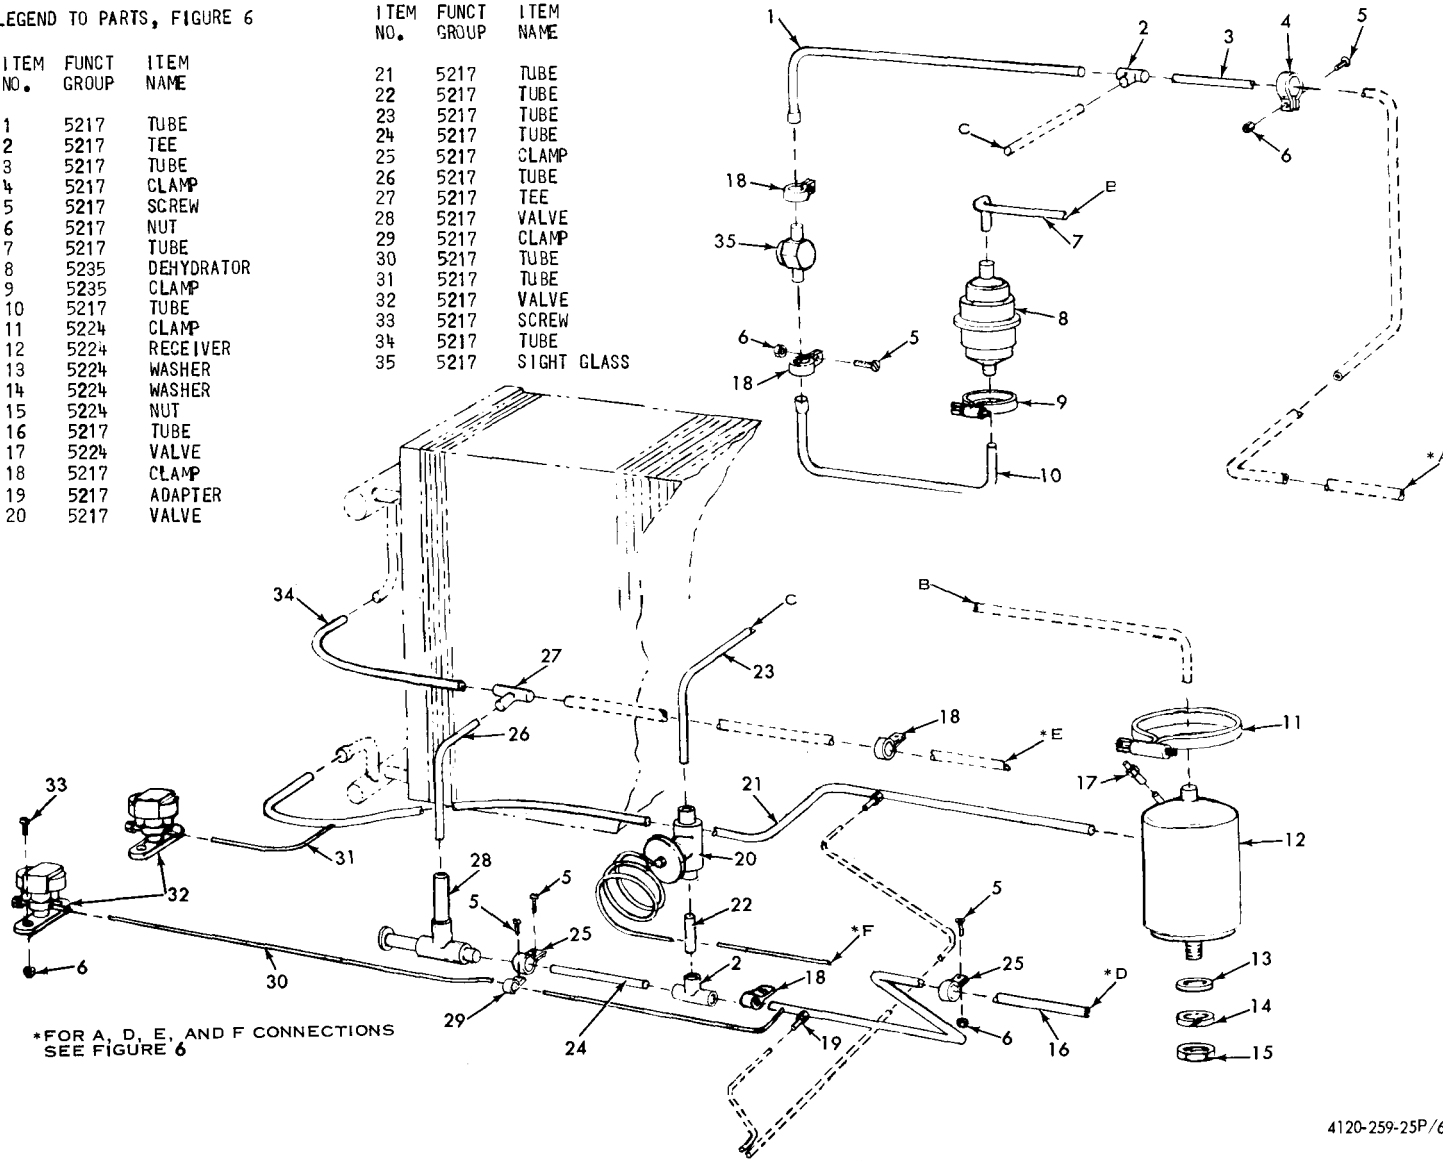 LEGEND TO PARTS, FIGURE 6
ITEM FUNCT ITEM
NO. GROUP NAME
1 5217 TUBE
2 5217 TEE
3 5217 TUBE
4 5217 CLAMP
5 5217 SCREW
6 5217 NUT
7 5217 TUBE
8 5235 DEHYDRATOR
9 5235 CLAMP
10 5217 TUBE
11 5224 CLAMP
12 5224 RECEIVER
13 5224 WASHER
14 5224 WASHER
15 5224 NUT
16 5217 TUBE
17 5224 VALVE
18 5217 CLAMP
19 5217 ADAPTER
20 5217 VALVE
ITEM FUNCT ITEM
NO. GROUP NAME
21 5217 TUBE
22 5217 TUBE
23 5217 TUBE
24 5217 TUBE
25 5217 CLAMP
26 5217 TUBE
27 5217 TEE
28 5217 VALVE
29 5217 CLAMP
30 5217 TUBE
31 5217 TUBE
32 5217 VALVE
33 5217 SCREW
34 5217 TUBE
35 5217 SIGHT GLASS
1
2
3
4
5
C
6
18
B
35
7
8
6
5
18
9
10
*A
34
C
B
27
23
18
11
26
*E
17
33
21
12
31
20
32
28
5
5
22
5
25
*F
25
*D
13
6
2
18
30
14
29
24
19
6
16
15
*FOR A, D, E, AND F CONNECTIONS
SEE FIGURE 6
4120-259-25P/6